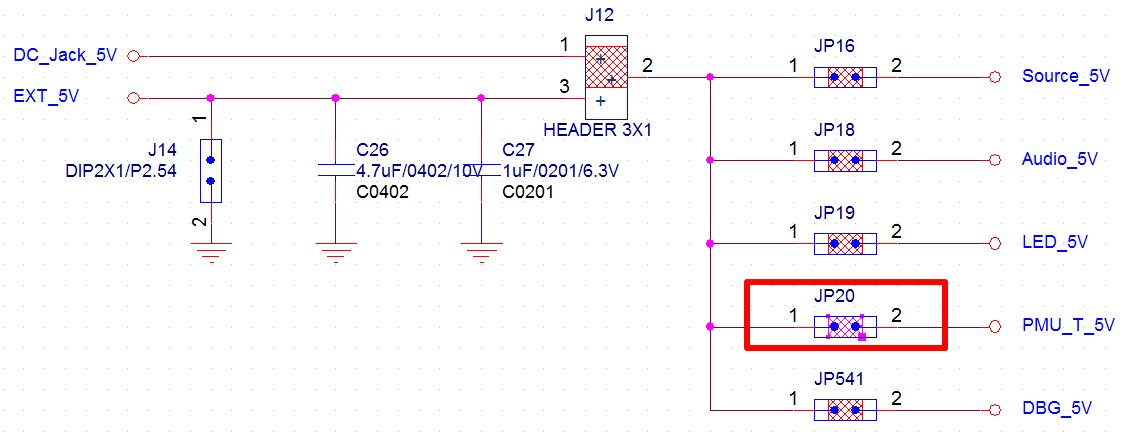 J12
DC_Jack_5V
1
2
EXT_5V
3
HEADER 3X1
1
J14
DIP2X1/P2.54
2
C26
4.7uF/0402/10V
C0402
C27
1uF/0201/6.3V
C0201
JP16
1
2
Source_5V
JP18
1
2
Audio_5V
JP19
1
2
LED_5V
JP20
1
2
PMU_T_5V
JP541
1
2
DBG_5V